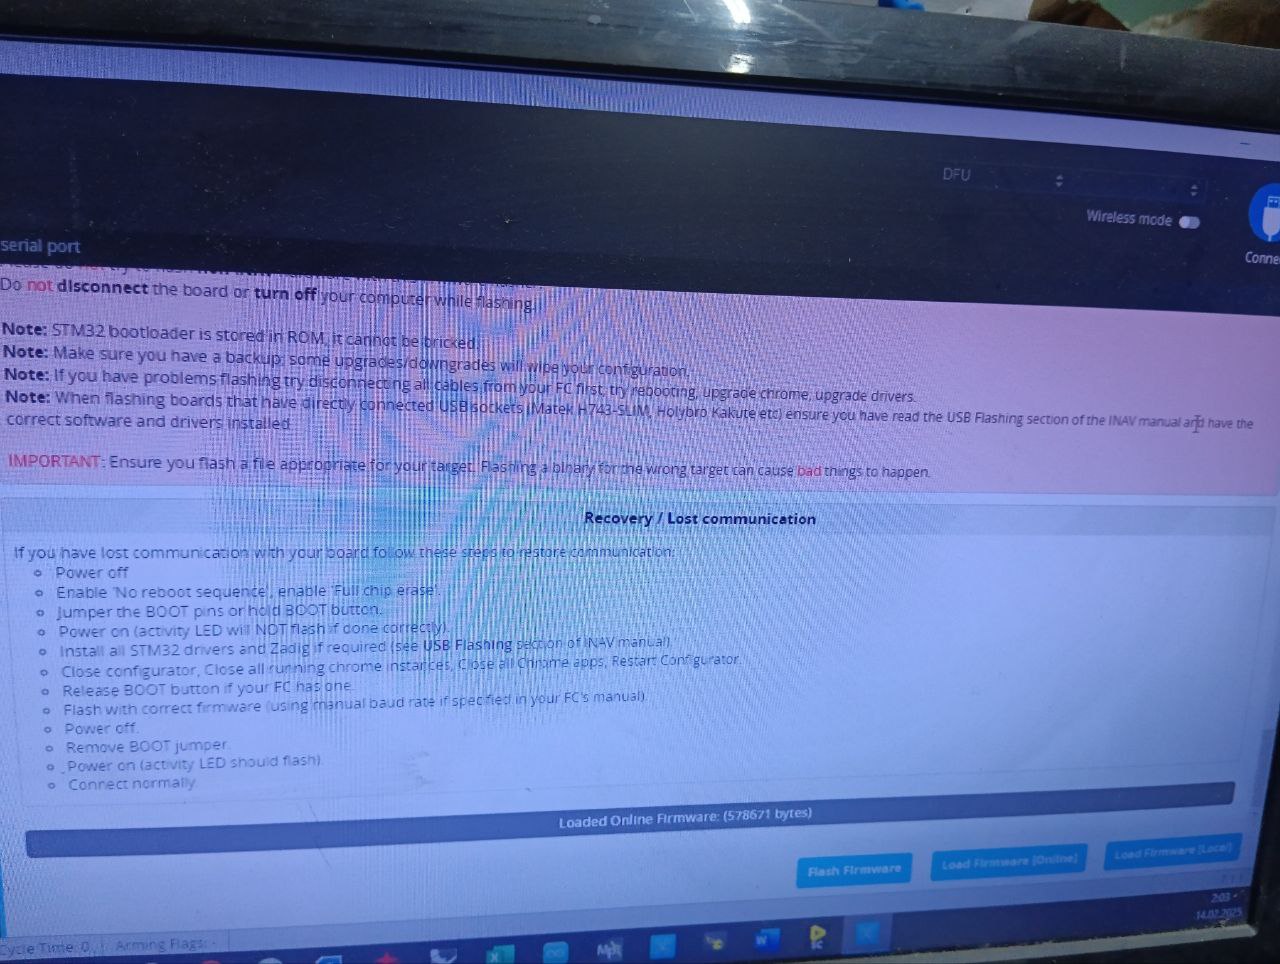 DFU
Wireless mode
serial port
Do not disconnect the board or turn off your computer while flashing.
Note: STM32 bootloader is stored in ROM, it cannot be bricked.
Note: Make sure you have a backup; some upgrades/downgrades will wipe your configuration.
Note: If you have problems flashing try disconnecting all cables from your FC first, try rebooting, upgrade chrome, upgrade drivers.
Note: When flashing boards that have directly connected USB sockets (Matek H743-SLIM, Holybro Kakute etc) ensure you have read the USB Flashing section of the INAV manual and have the
correct software and drivers installed
IMPORTANT: Ensure you flash a file appropriate for your target. Flashing a binary for the wrong target can cause bad things to happen.
Recovery / Lost communication
If you have lost communication with your board follow these steps to restore communication:
Power off
Enable 'No reboot sequence', enable 'Full chip erase'.
Jumper the BOOT pins or hold BOOT button.
Power on (activity LED will NOT flash if done correctly).
Install all STM32 drivers and Zadig if required (see USB Flashing section of INAV manual).
Close configurator, Close all running chrome instances, Close all Chrome apps, Restart Configurator.
Release BOOT button if your FC has one.
Flash with correct firmware (using manual baud rate if specified in your FC's manual).
Power off.
Remove BOOT jumper.
Power on (activity LED should flash).
Connect normally.
Loaded Online Firmware: (578671 bytes)
Flash Firmware
Load Firmware [Online]
Load Firmware [Local]
2:03
14.02.2025
Cycle Time: 0, Arming Flags: -